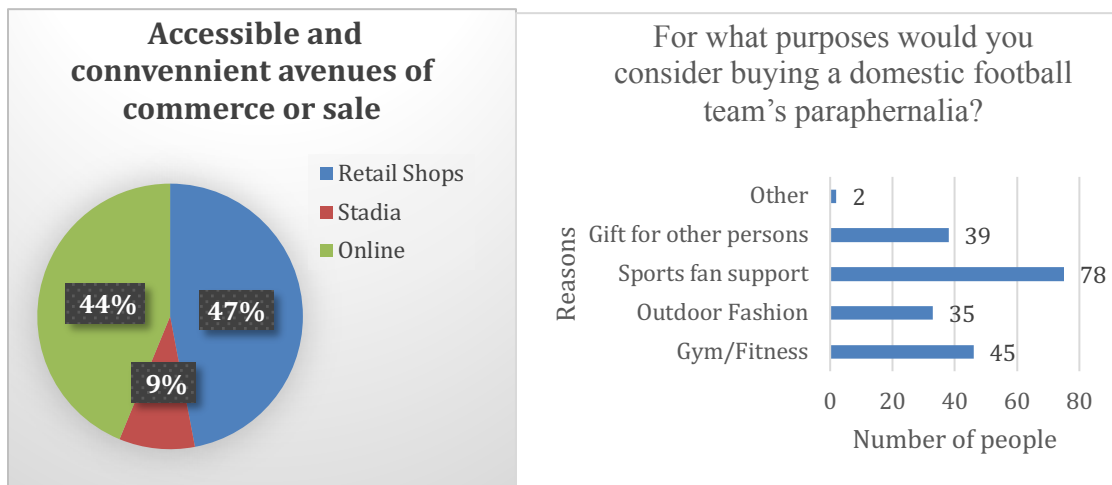 Accessible and
connvennient avenues of
commerce or sale
Retail Shops
Stadia
Online
44%
47%
9%
For what purposes would you
consider buying a domestic football
team’s paraphernalia?
Reasons
Other
2
Gift for other persons
39
Sports fan support
78
Outdoor Fashion
35
Gym/Fitness
45
0 20 40 60 80
Number of people